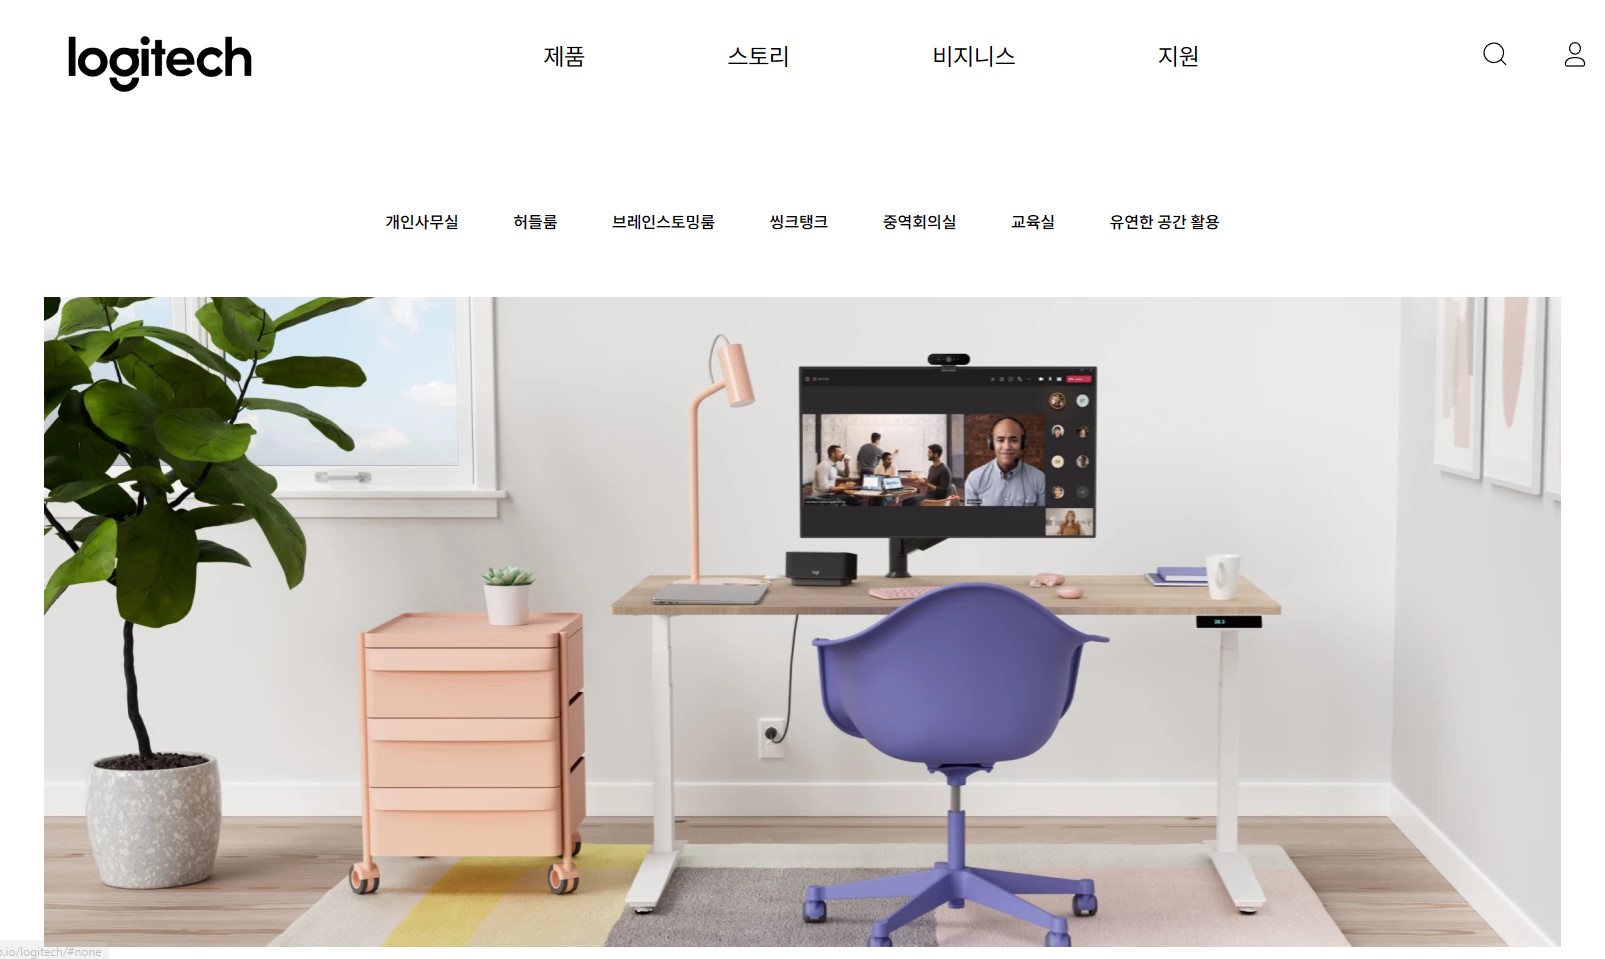 logitech
제품 스토리 비지니스 지원
개인사무실 허들룸 브레인스토밍룸 씽크탱크 중역회의실 교육실 유연한 공간 활용
logi
.io/logitech/#none